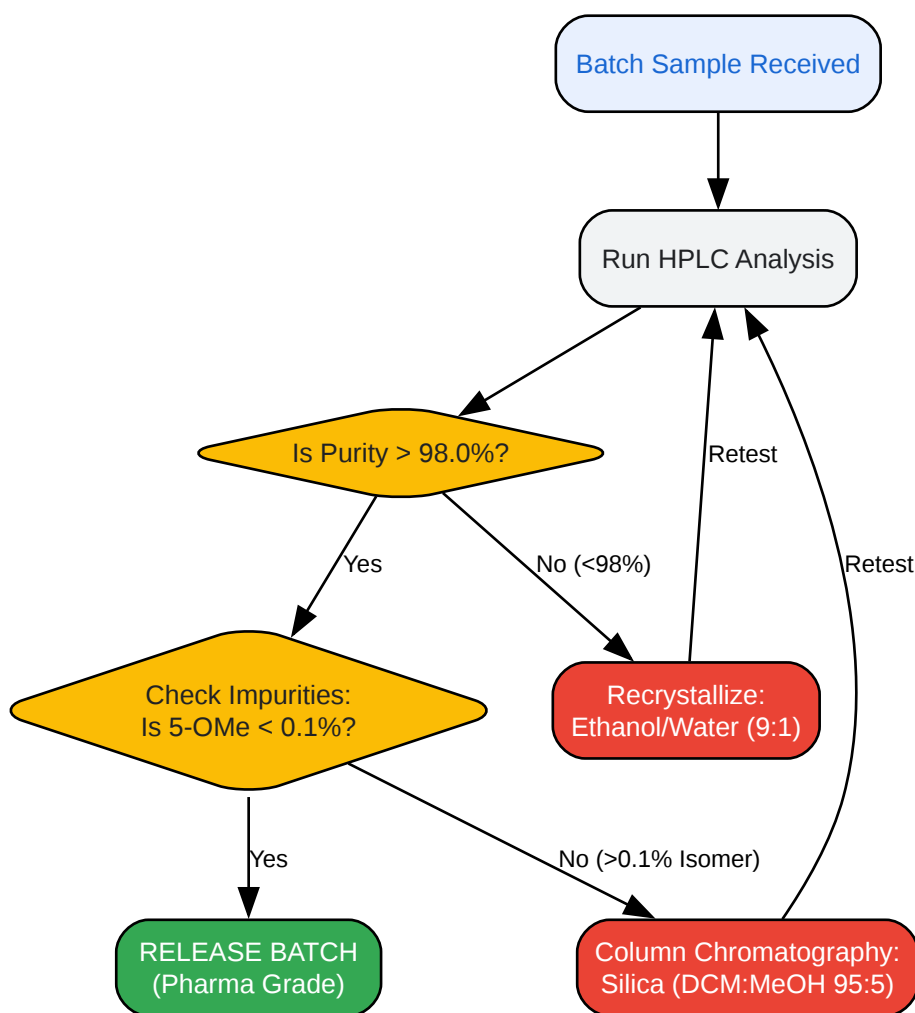 Batch Sample Received
Run HPLC Analysis
Is Purity > 98.0%?
Retest
Yes
No (<98%)
Retest
Check Impurities:
Is 5-OMe < 0.1%?
Recrystallize:
Ethanol/Water (9:1)
Yes
No (>0.1% Isomer)
RELEASE BATCH
(Pharma Grade)
Column Chromatography:
Silica (DCM:MeOH 95:5)